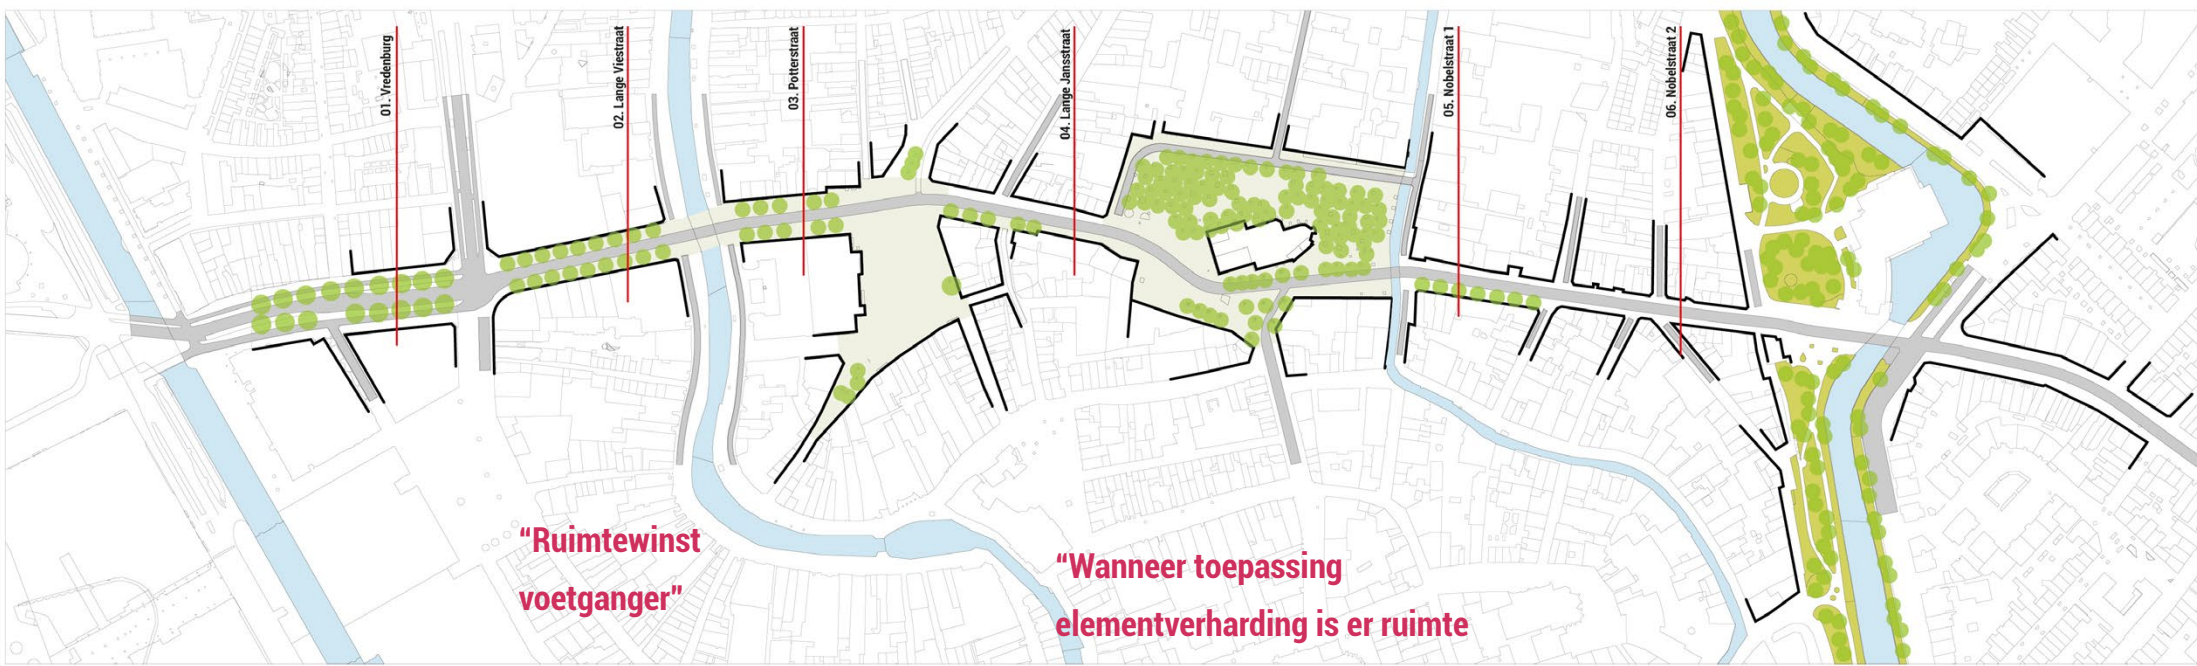 01. Vredenburg
02. Lange Viestraat
03. Potterstraat
04. Lange Jansstraat
05. Nobelstraat 1
06. Nobelstraat 2
“Ruimtewinst
voetganger”
“Wanneer toepassing
elementverharding is er ruimte